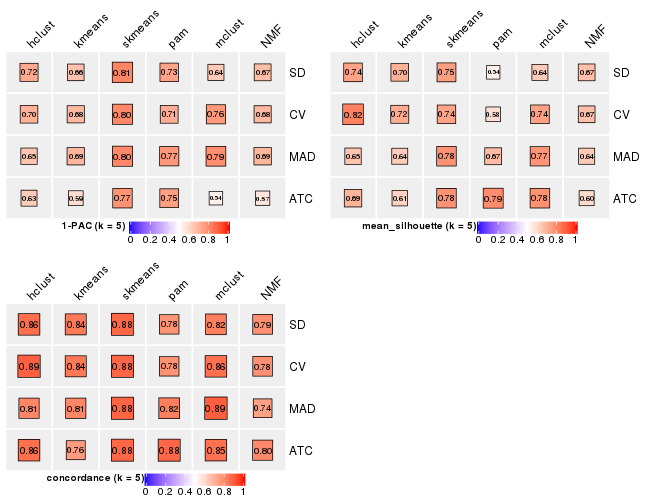 hclust kmeans skmeans pam mclust NMF
0.72 0.66 0.81 0.73 0.64 0.67 SD
0.70 0.68 0.80 0.71 0.76 0.68 CV
0.65 0.69 0.80 0.77 0.79 0.69 MAD
0.63 0.59 0.77 0.75 0.54 0.57 ATC
1-PAC (k = 5)
0 0.2 0.4 0.6 0.8 1
hclust kmeans skmeans pam mclust NMF
0.74 0.70 0.75 0.54 0.64 0.67 SD
0.82 0.72 0.74 0.58 0.74 0.67 CV
0.65 0.64 0.78 0.67 0.77 0.64 MAD
0.69 0.61 0.78 0.79 0.78 0.60 ATC
mean_silhouette (k = 5)
0 0.2 0.4 0.6 0.8 1
hclust kmeans skmeans pam mclust NMF
0.86 0.84 0.88 0.78 0.82 0.79 SD
0.89 0.84 0.88 0.78 0.86 0.78 CV
0.81 0.81 0.88 0.82 0.89 0.74 MAD
0.86 0.76 0.88 0.88 0.85 0.80 ATC
concordance (k = 5)
0 0.2 0.4 0.6 0.8 1